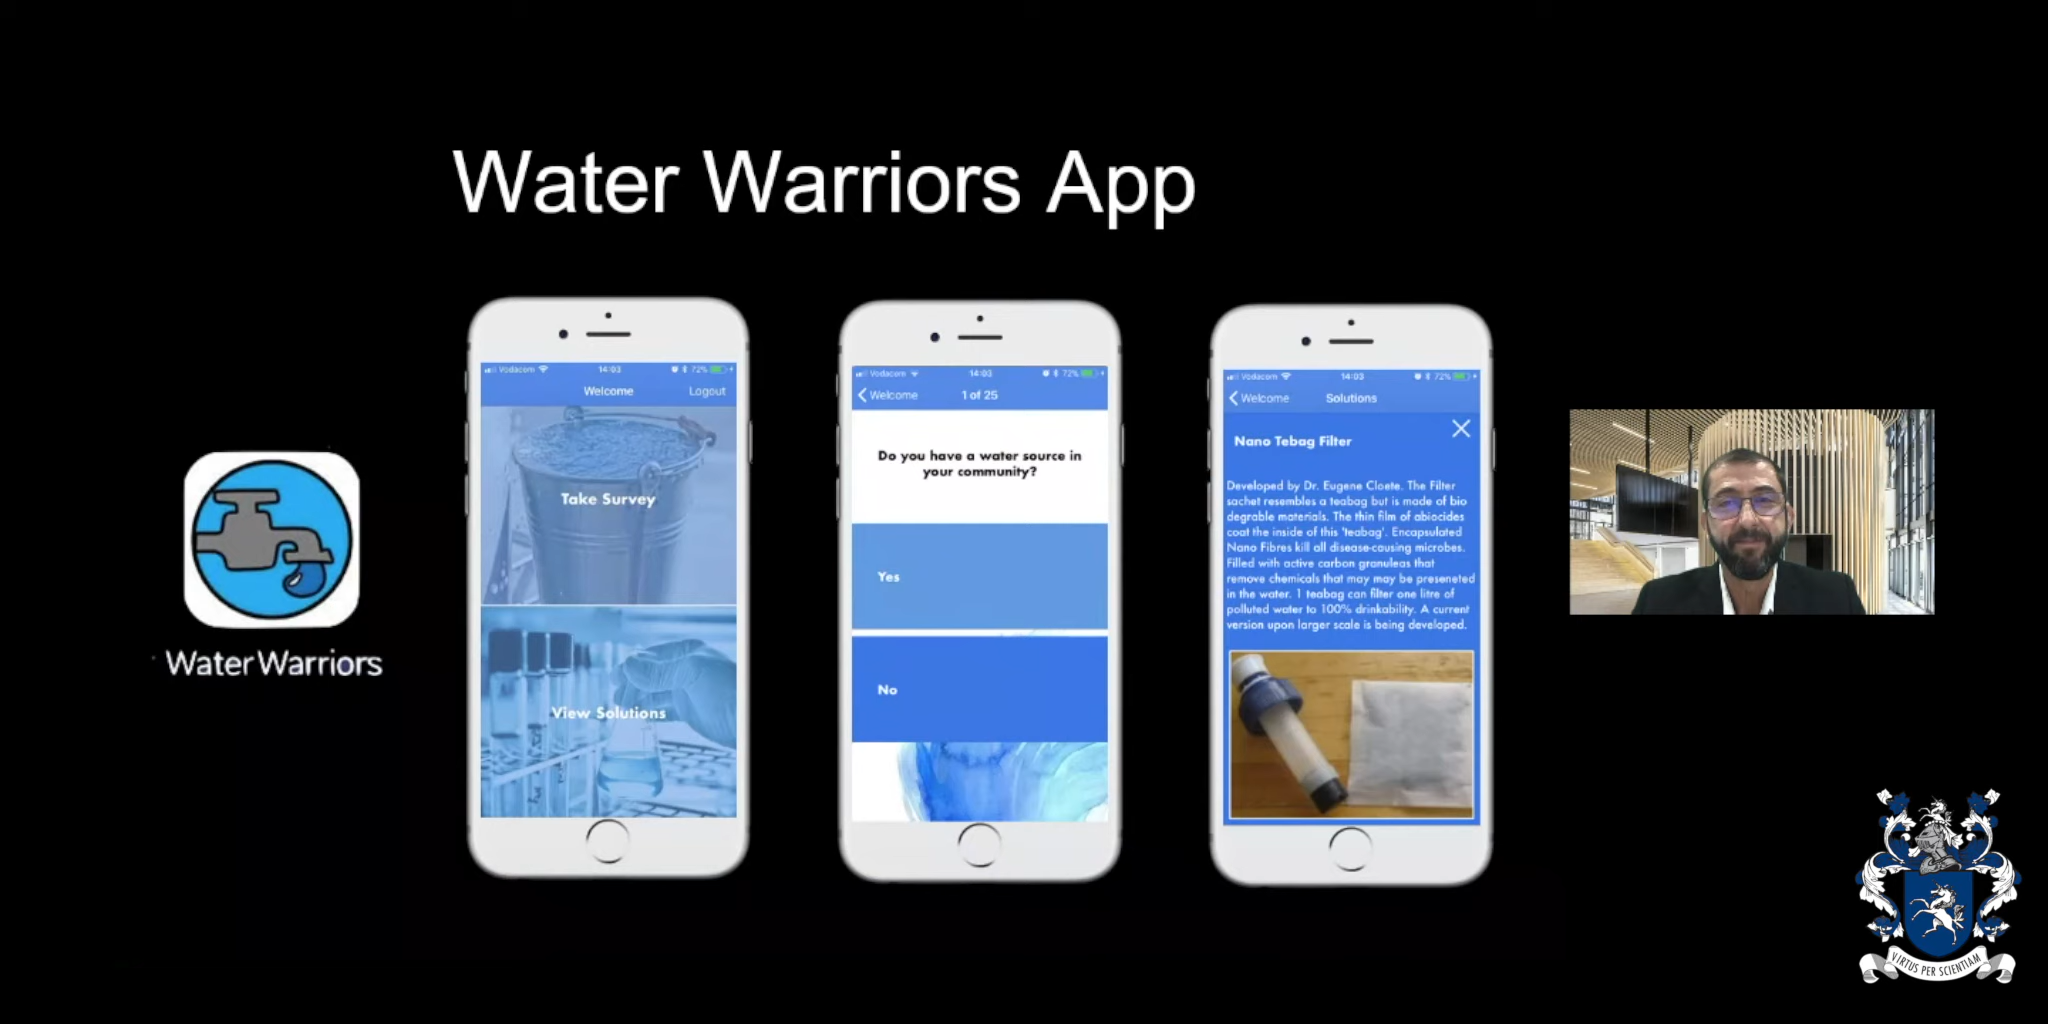 Water Warriors App
Water Warriors
Vodacom 14:03 72%
Welcome Logout
Take Survey
View Solutions
Vodacom 14:03 72%
Welcome 1 of 25
Do you have a water source in
your community?
Yes
No
Vodacom 14:03 72%
Welcome Solutions
Nano Tebag Filter
Developed by Dr. Eugene Cloete. The Filter
sachet resembles a teabag but is made of bio
degrable materials. The thin film of abiocides
coat the inside of this 'teabag'. Encapsulated
Nano Fibres kill all disease-causing microbes.
Filled with active carbon granuleas that
remove chemicals that may may be preseneted
in the water. 1 teabag can filter one litre of
polluted water to 100% drinkability. A current
version upon larger scale is being developed.
VIRTUS PER SCIENTIAM